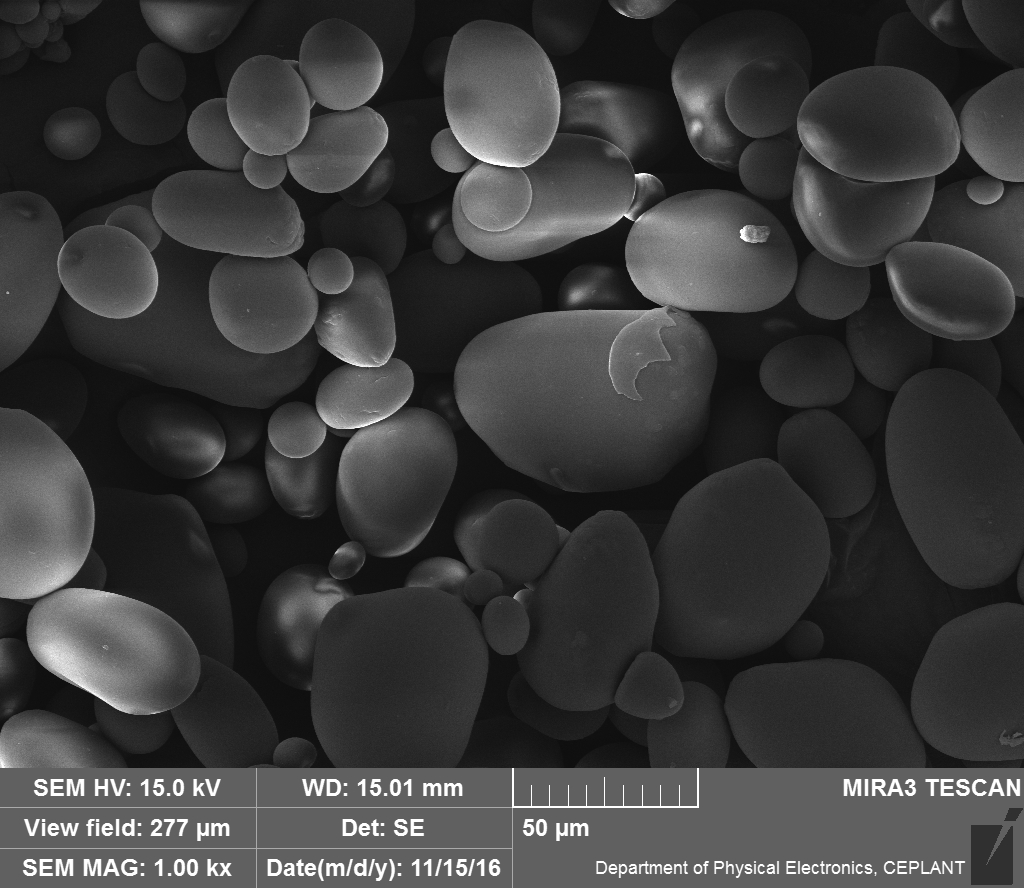 SEM HV: 15.0 kV
WD: 15.01 mm
MIRA3 TESCAN
View field: 277 µm
Det: SE
50 µm
SEM MAG: 1.00 kx
Date(m/d/y): 11/15/16
Department of Physical Electronics, CEPLANT